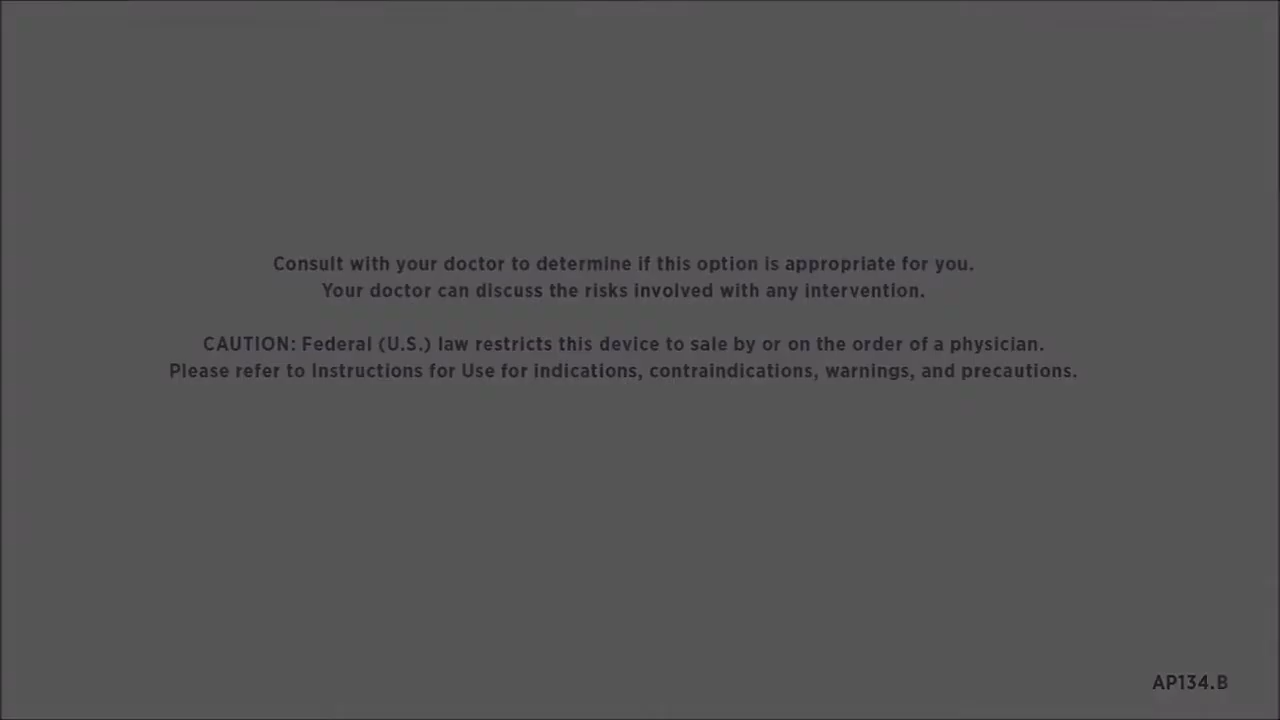 Consult with your doctor to determine if this option is appropriate for you.
Your doctor can discuss the risks involved with any intervention.
CAUTION: Federal (U.S.) law restricts this device to sale by or on the order of a physician.
Please refer to Instructions for Use for indications, contraindications, warnings, and precautions.
AP134.B